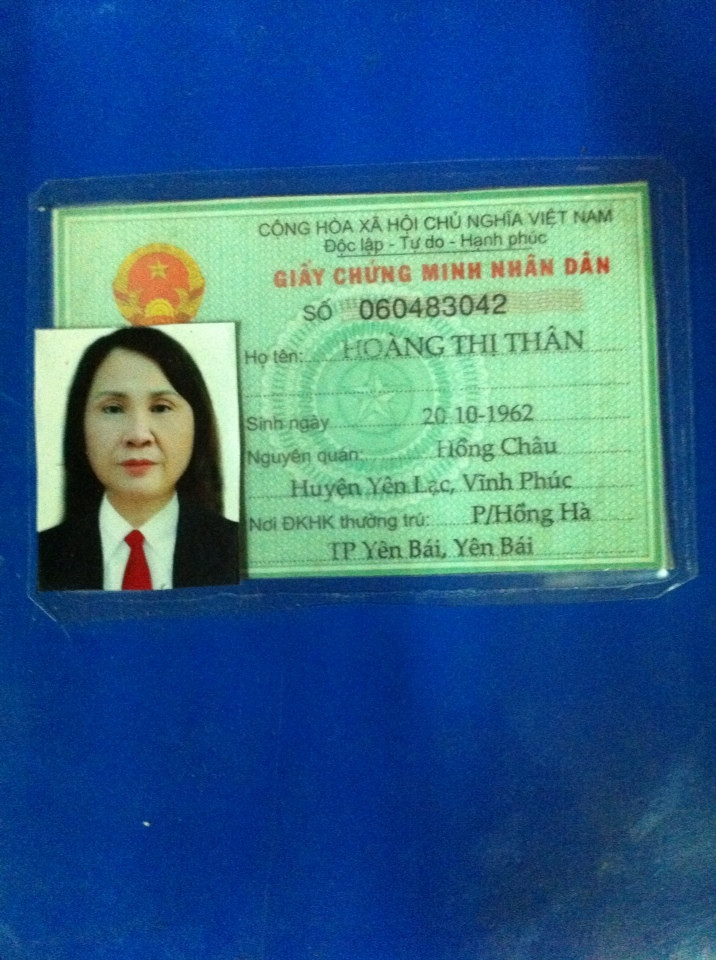 CỘNG HÒA XÃ HỘI CHỦ NGHĨA VIỆT NAM
Độc lập - Tự do - Hạnh phúc
GIẤY CHỨNG MINH NHÂN DÂN
SỐ 060483042
Họ tên: HOÀNG THỊ THÂN
Sinh ngày 20 10-1962
Nguyên quán: Hồng Châu
Huyện Yên Lạc, Vĩnh Phúc
Nơi ĐKHK thường trú: P/Hồng Hà
TP Yên Bái, Yên Bái